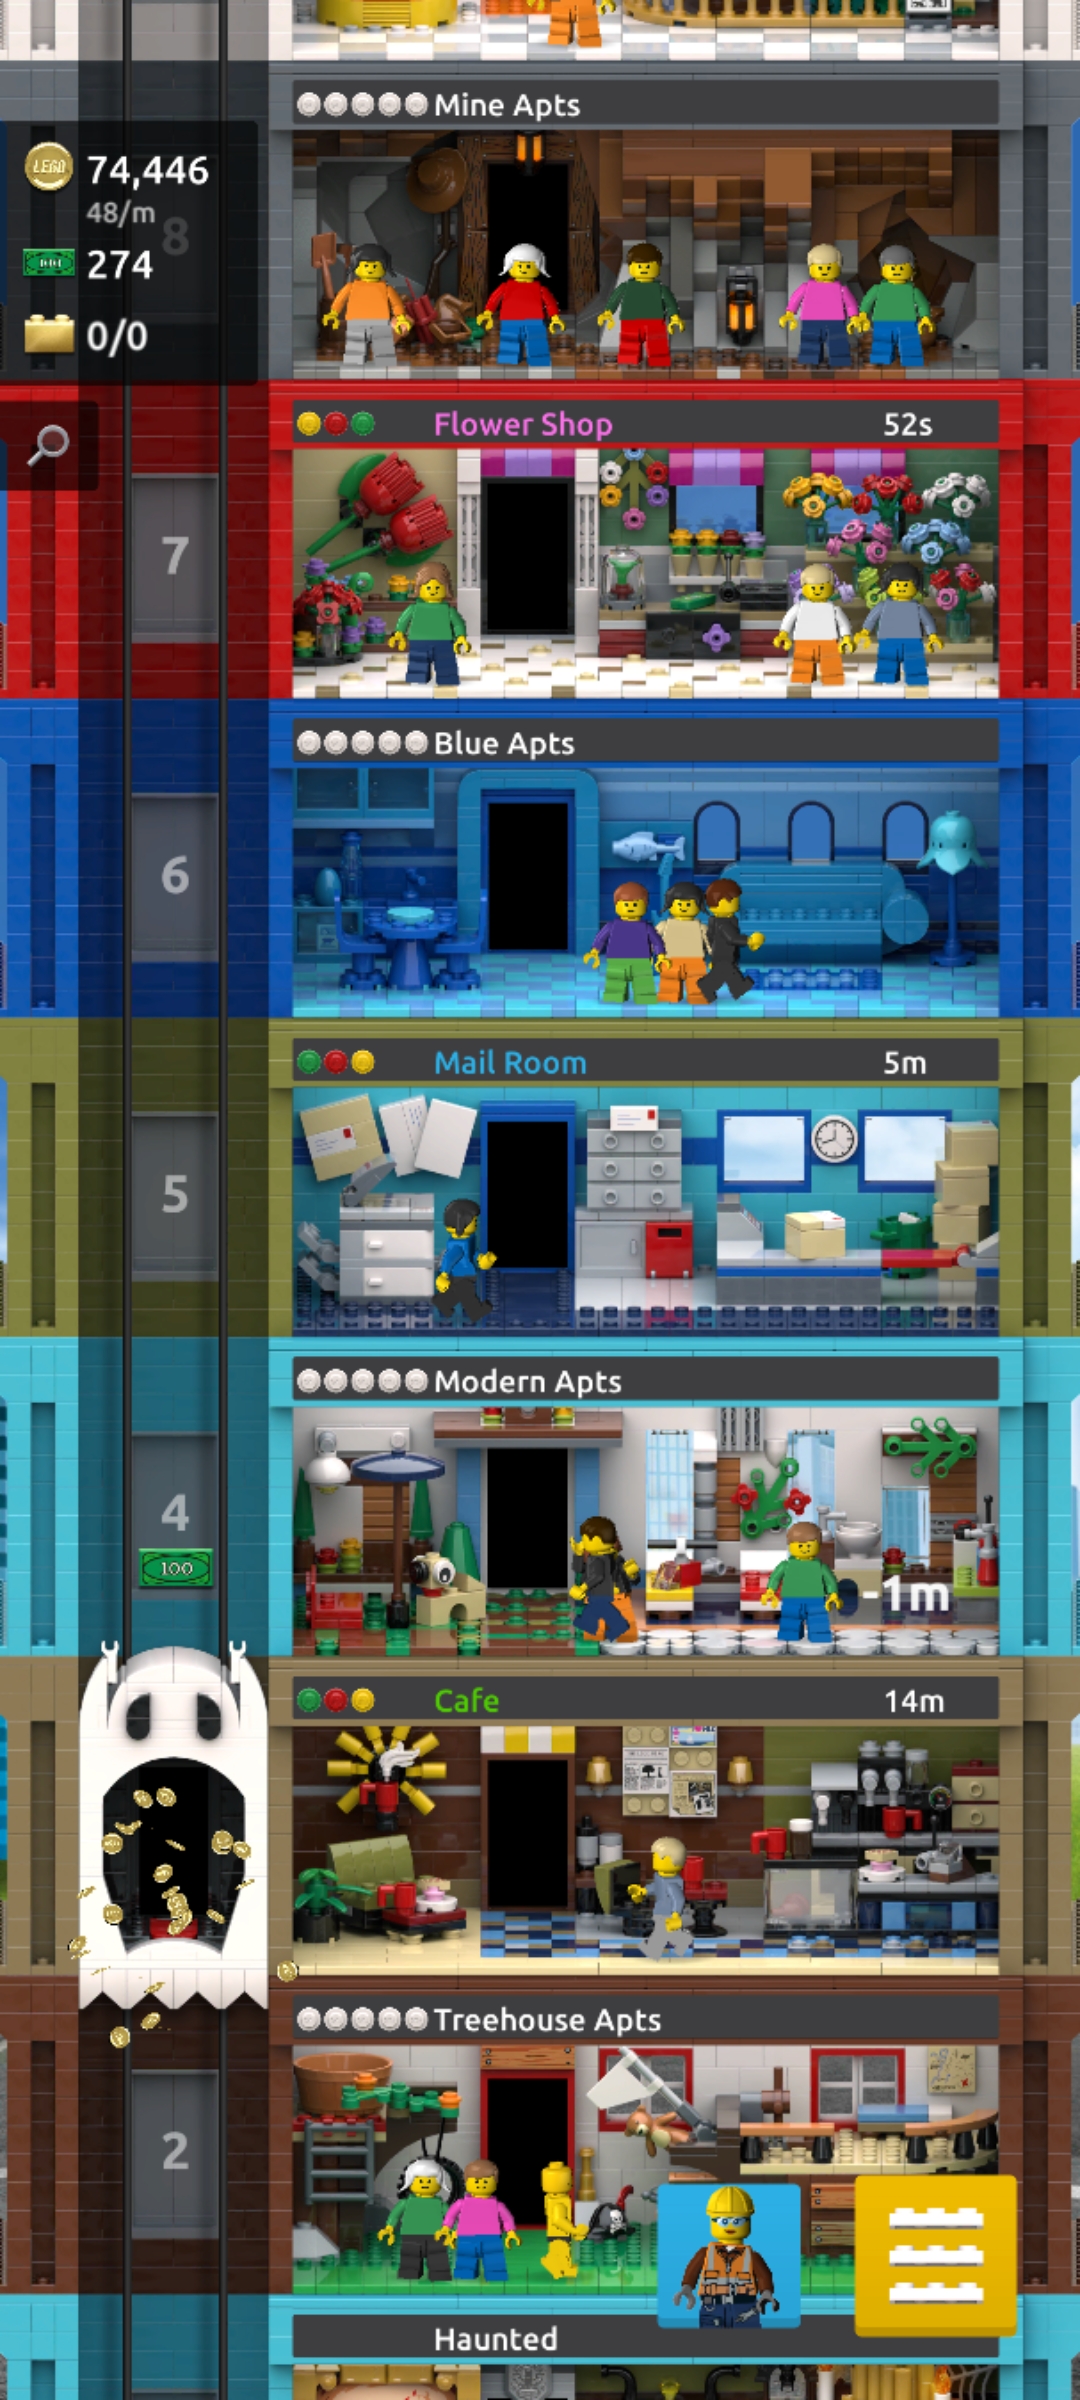 Mine Apts
LEGO 74,446
48/m
8
274
0/0
Flower Shop 52s
7
Blue Apts
6
Mail Room 5m
5
Modern Apts
4
100
-1m
Cafe 14m
Treehouse Apts
2
Haunted